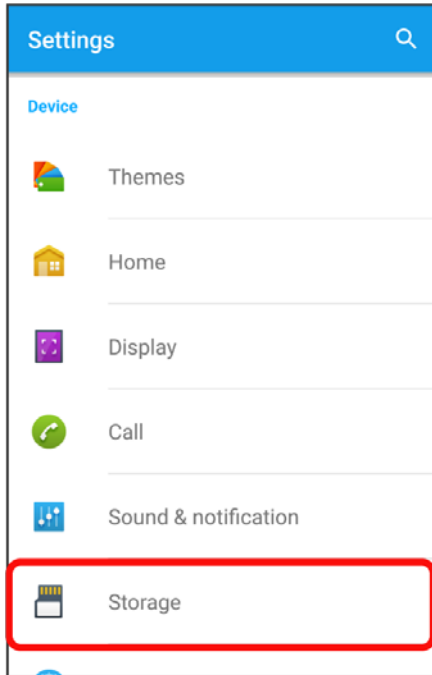 Settings
Device
Themes
Home
Display
Call
Sound & notification
Storage